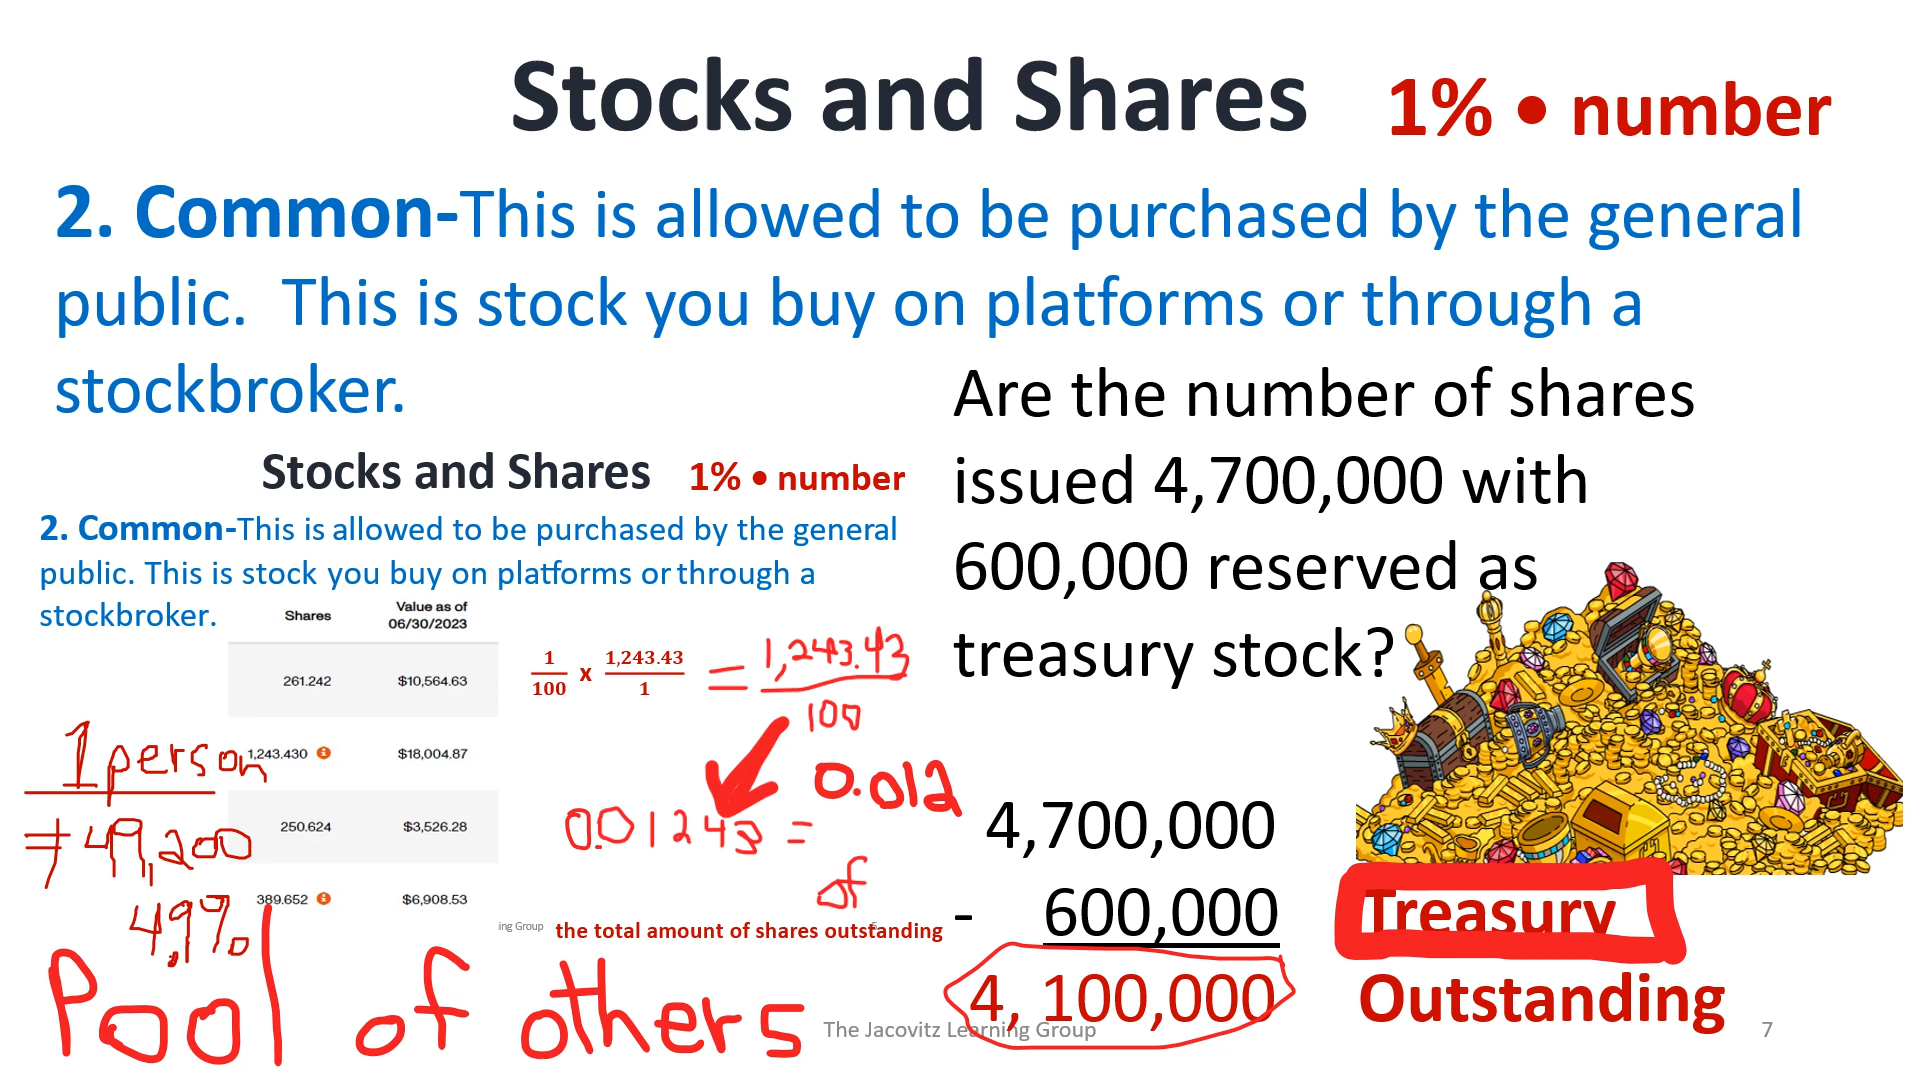 Stocks and Shares 1% • number
2. Common-This is allowed to be purchased by the general
public. This is stock you buy on platforms or through a
stockbroker.
Are the number of shares
issued 4,700,000 with
600,000 reserved as
treasury stock?
Stocks and Shares 1% • number
2. Common-This is allowed to be purchased by the general
public. This is stock you buy on platforms or through a
stockbroker.
Shares Value as of
06/30/2023
261.242 $10,564.63
1,243.430 $18,004.87
250.624 $3,526.28
389.652 $6,908.53
1/100 x 1,243.43/1 = 1,243.43/100
0.012
0.01243 =
of
ing Group the total amount of shares outstanding
1 person
49,200
4.9%
Pool of others
4,700,000
- 600,000 Treasury
4,100,000 Outstanding
The Jacovitz Learning Group 7